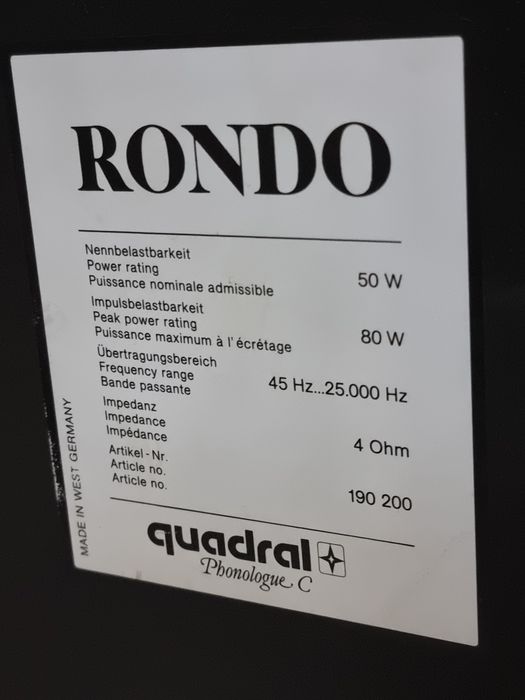 RONDO
Nennbelastbarkeit
Power rating
Puissance nominale admissible 50 W
Impulsbelastbarkeit
Peak power rating
Puissance maximum à l'écrétage 80 W
Übertragungsbereich
Frequency range
Bande passante 45 Hz...25.000 Hz
Impedanz
Impedance
Impédance 4 Ohm
Artikel-Nr.
Article no.
Article no. 190 200
MADE IN WEST GERMANY
quadral
Phonologue C